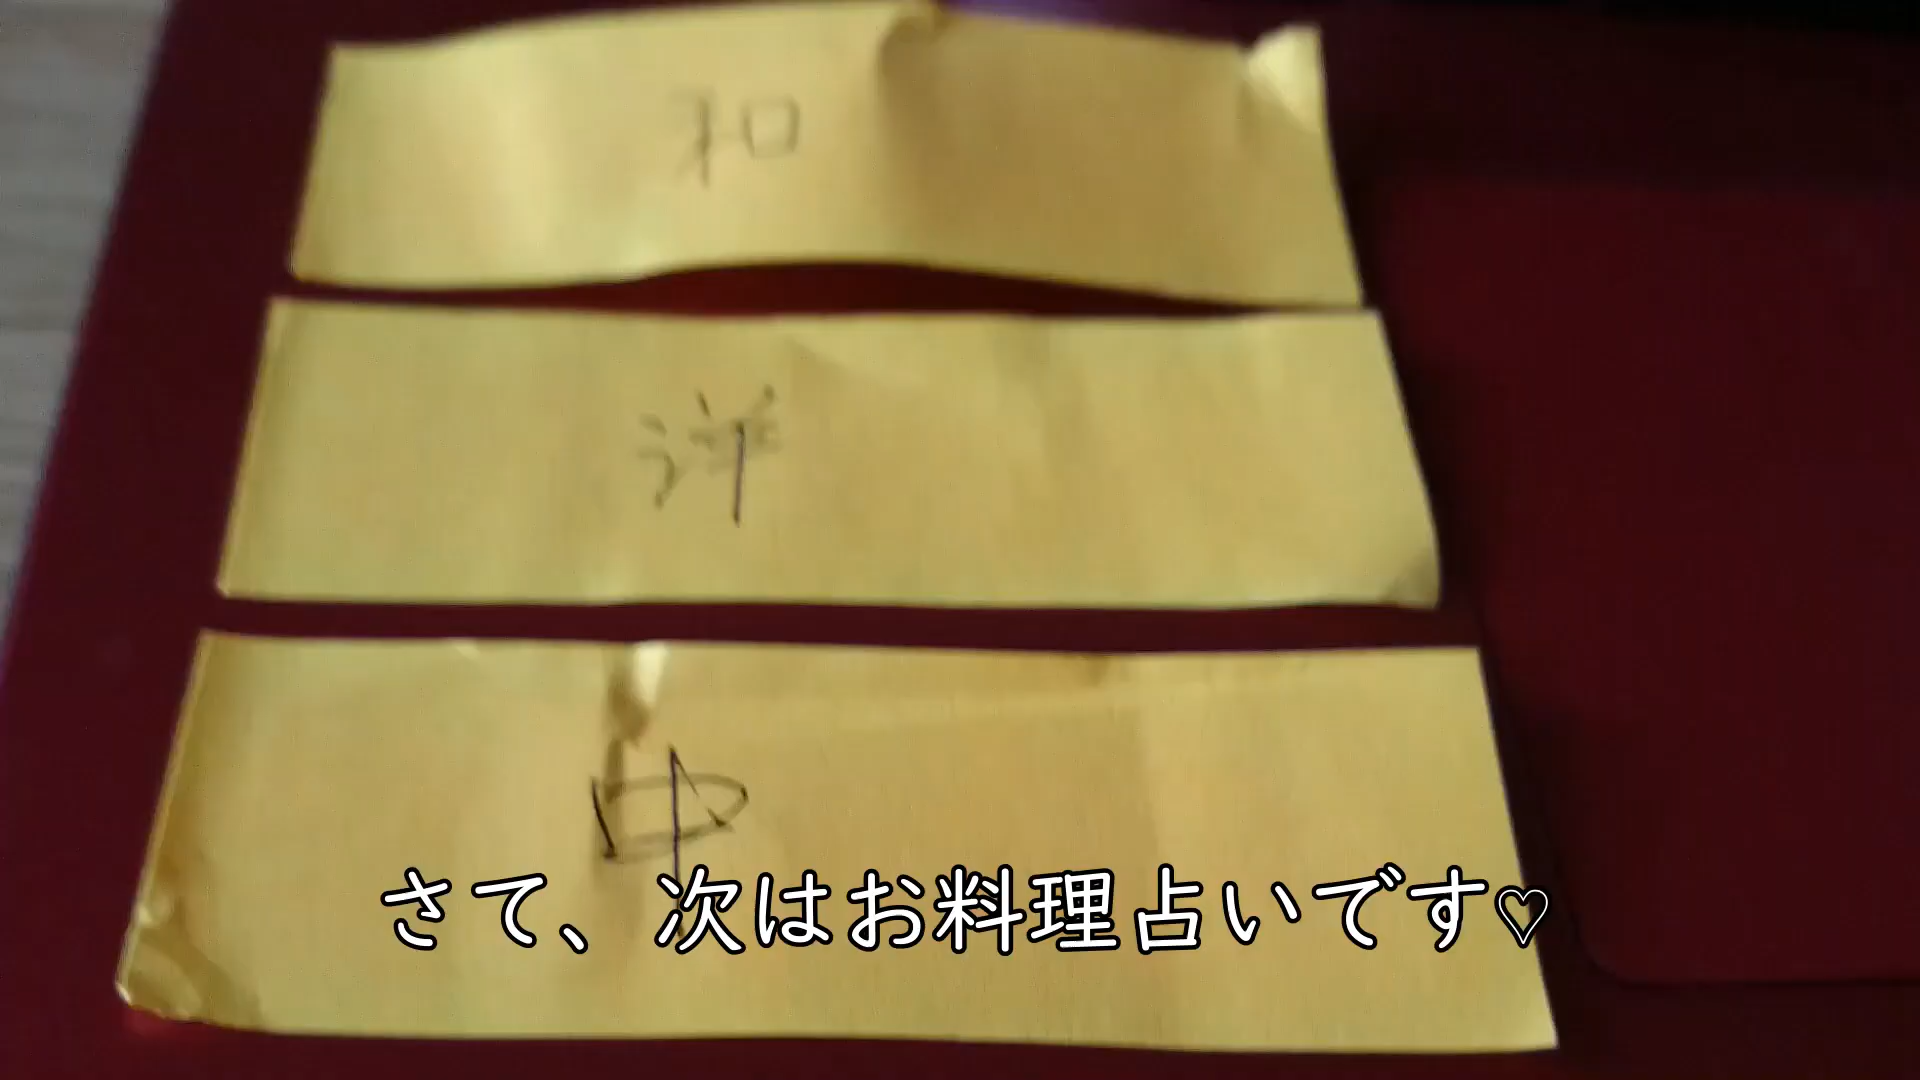 和
洋
中
さて、次はお料理占いです♡